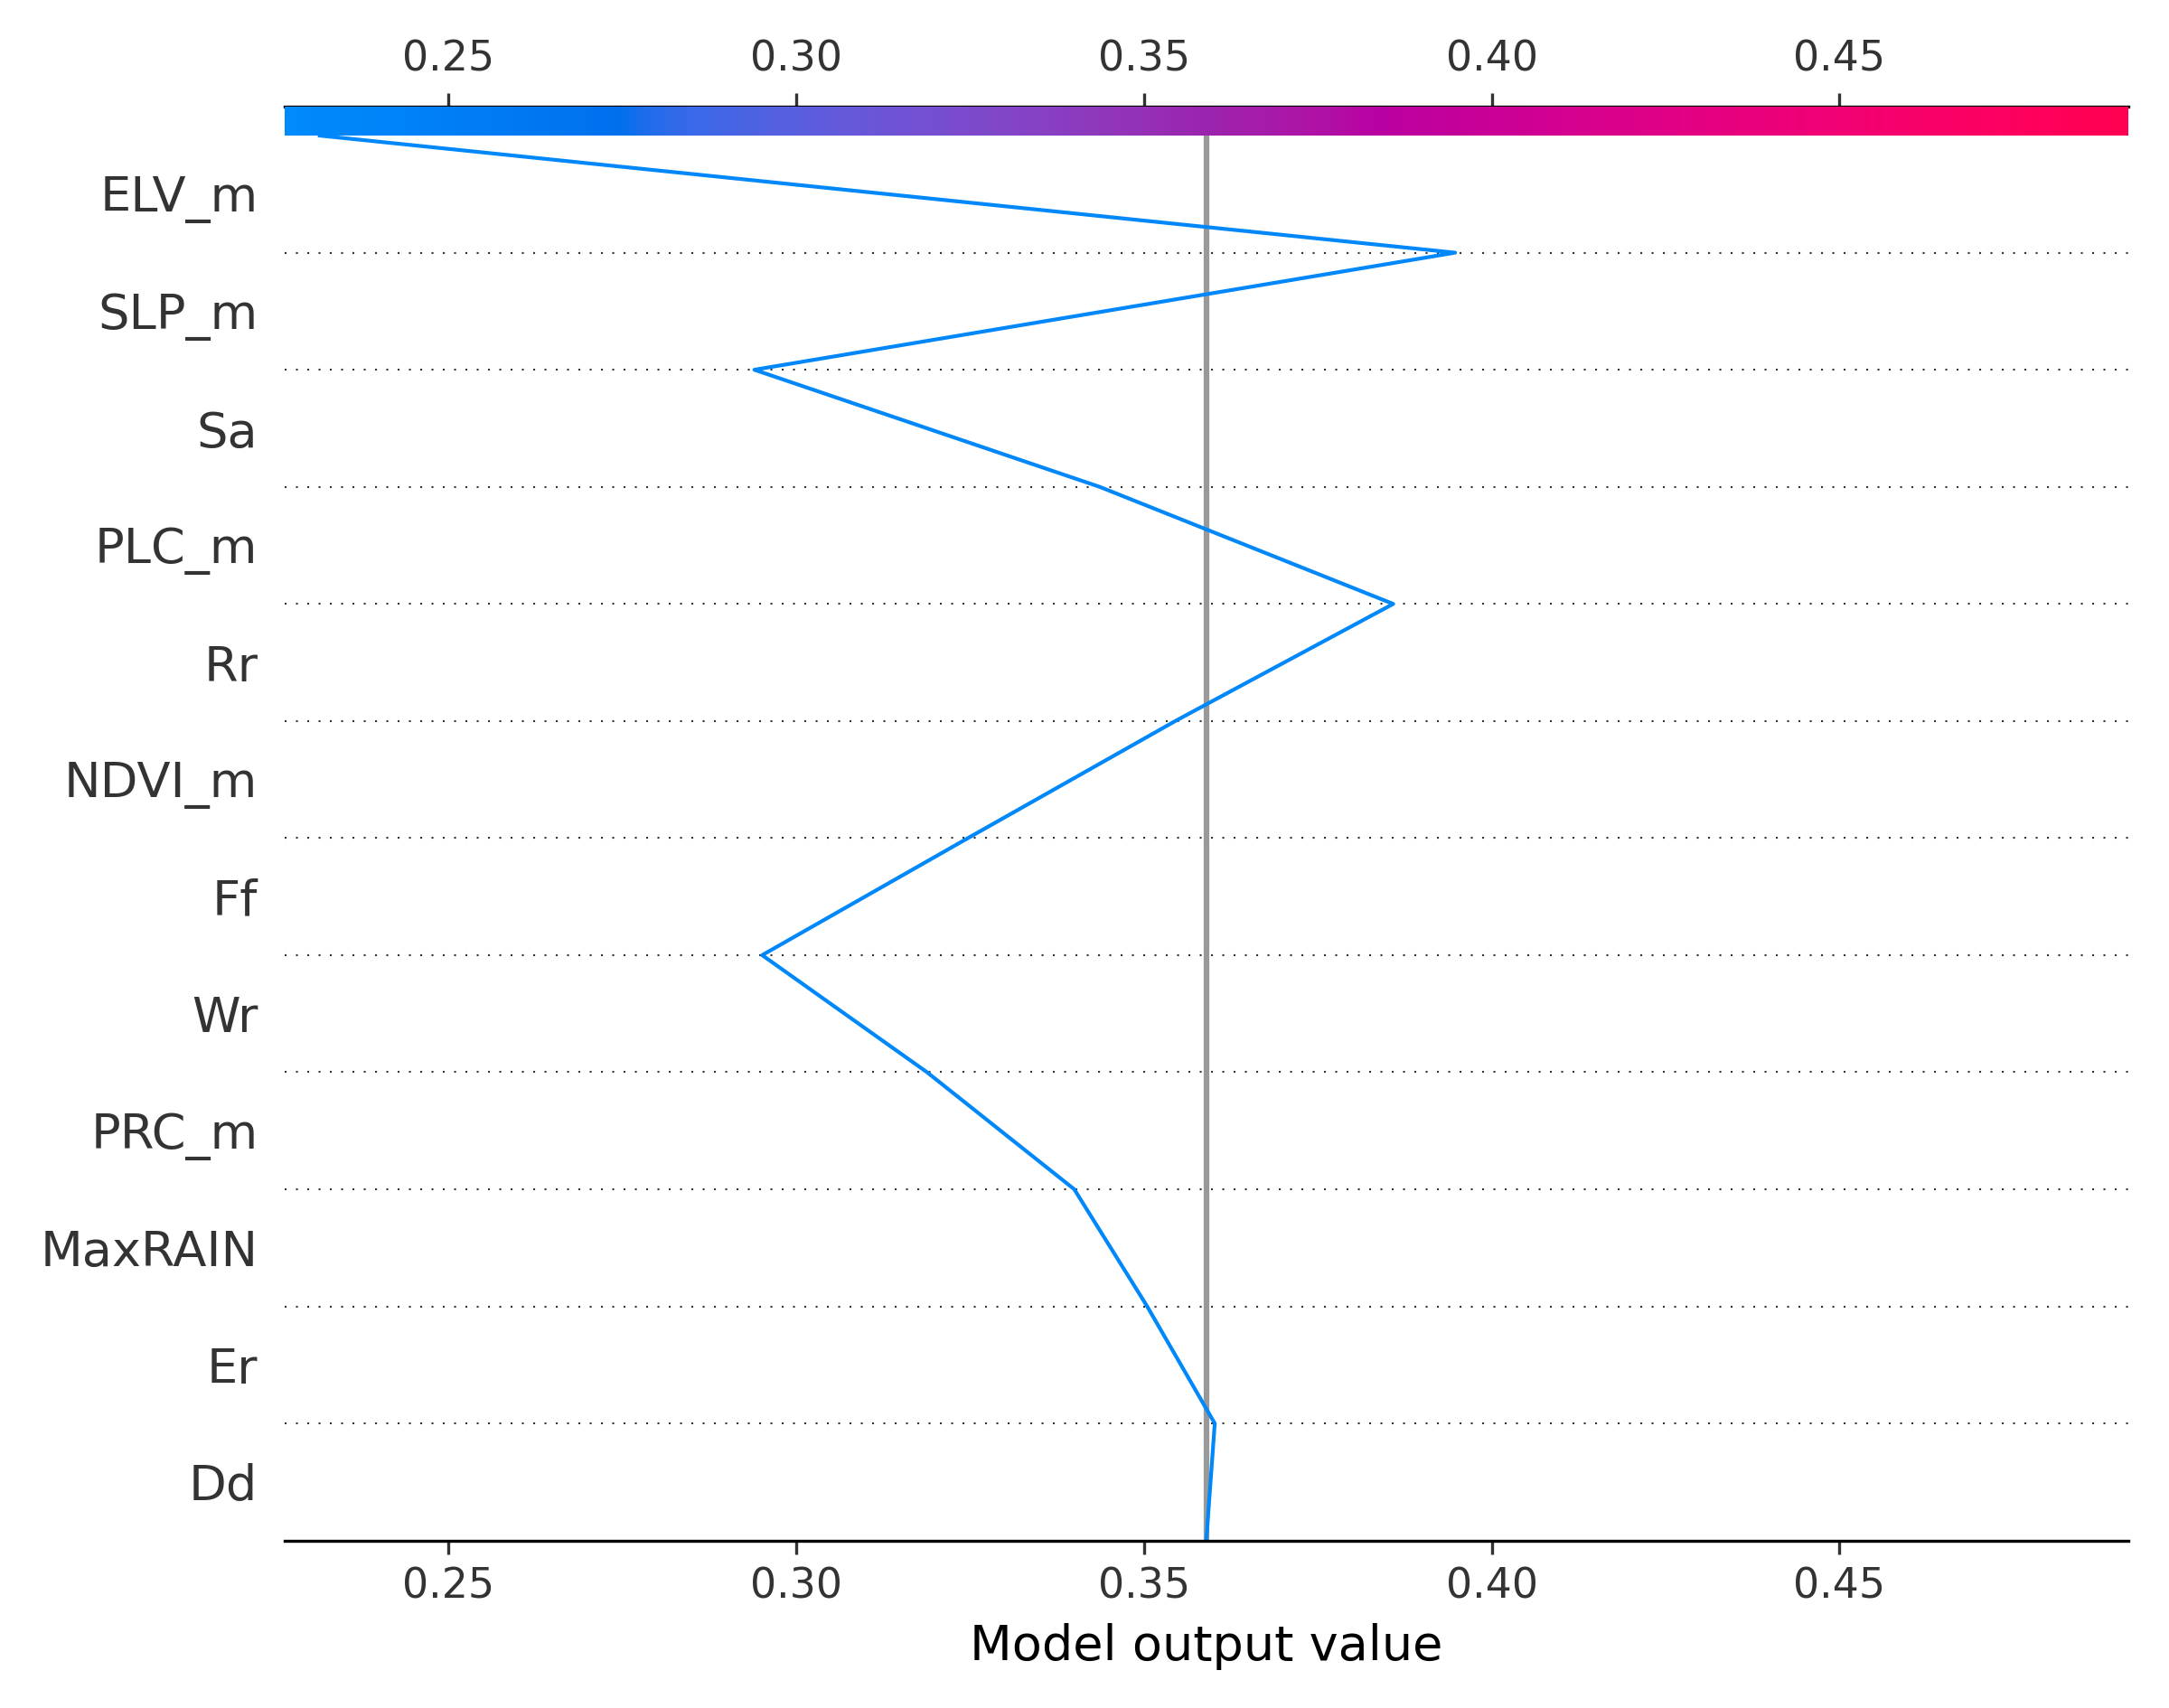 0.25 0.30 0.35 0.40 0.45
ELV_m
SLP_m
Sa
PLC_m
Rr
NDVI_m
Ff
Wr
PRC_m
MaxRAIN
Er
Dd
0.25 0.30 0.35 0.40 0.45
Model output value